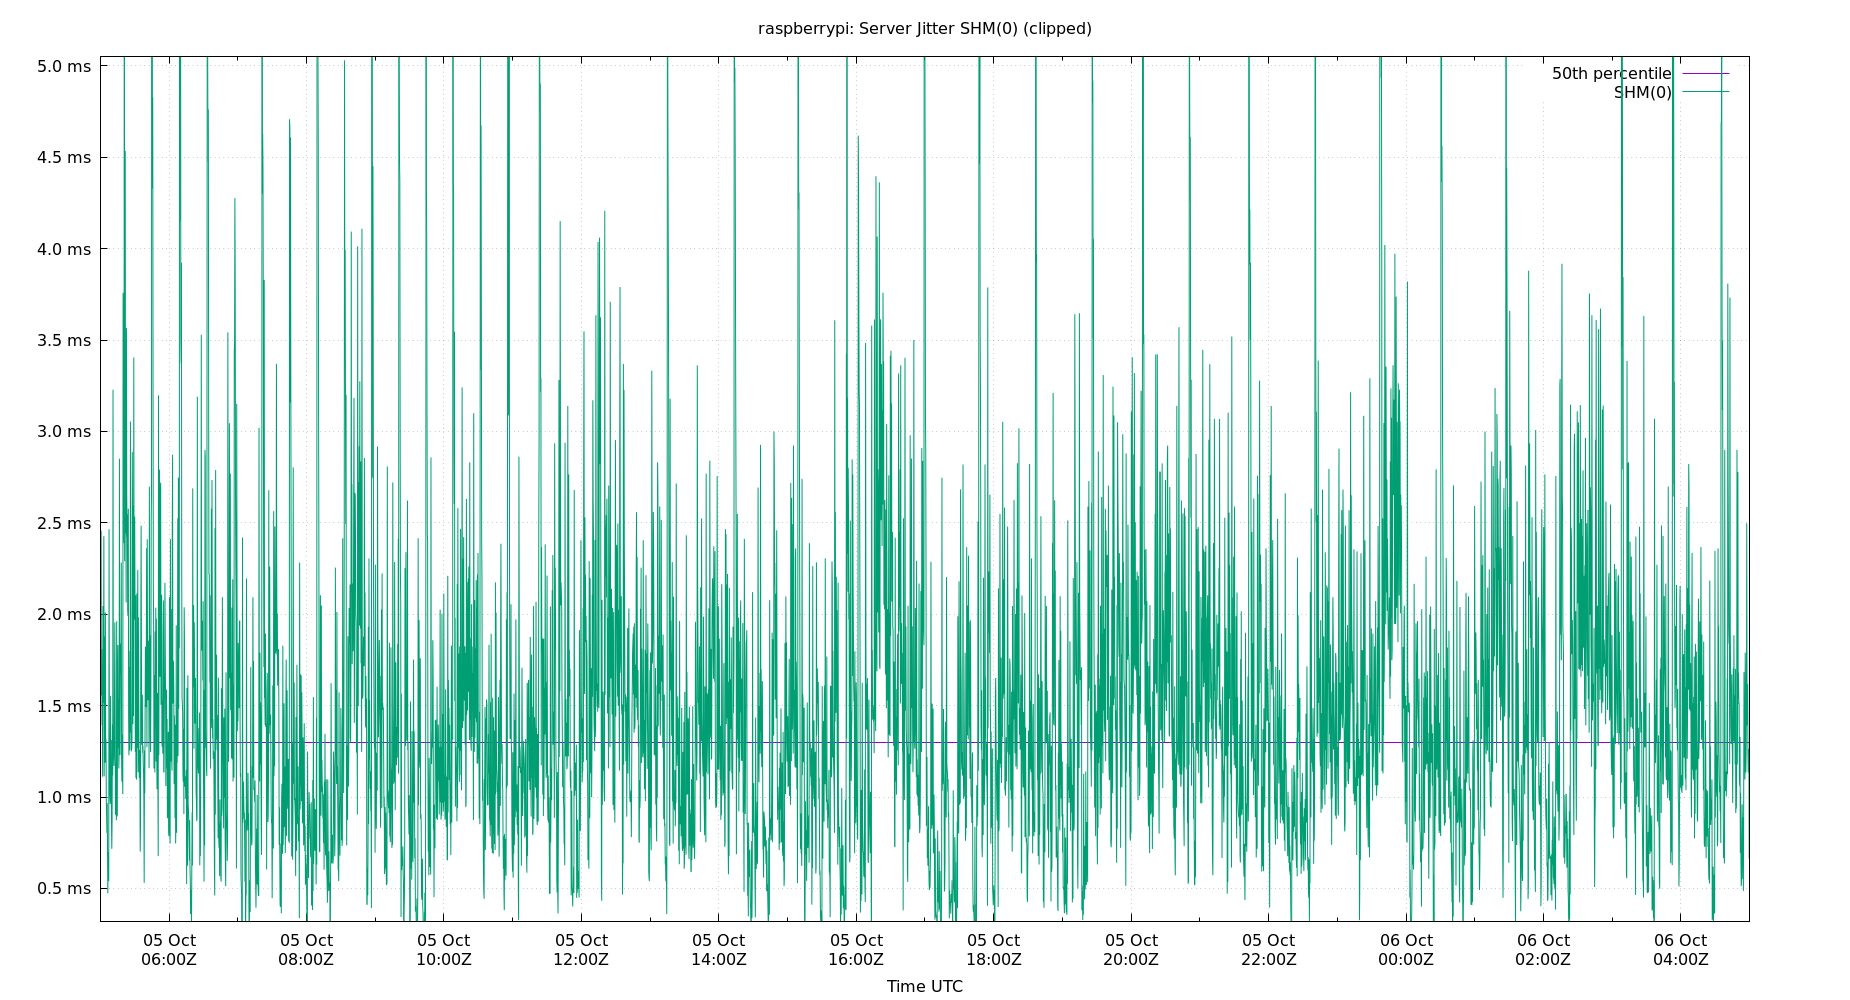 raspberrypi: Server Jitter SHM(0) (clipped)
5.0 ms
4.5 ms
4.0 ms
3.5 ms
3.0 ms
2.5 ms
2.0 ms
1.5 ms
1.0 ms
0.5 ms
50th percentile
SHM(0)
05 Oct 05 Oct 05 Oct 05 Oct 05 Oct 05 Oct 05 Oct 05 Oct 05 Oct 06 Oct 06 Oct 06 Oct
06:00Z 08:00Z 10:00Z 12:00Z 14:00Z 16:00Z 18:00Z 20:00Z 22:00Z 00:00Z 02:00Z 04:00Z
Time UTC